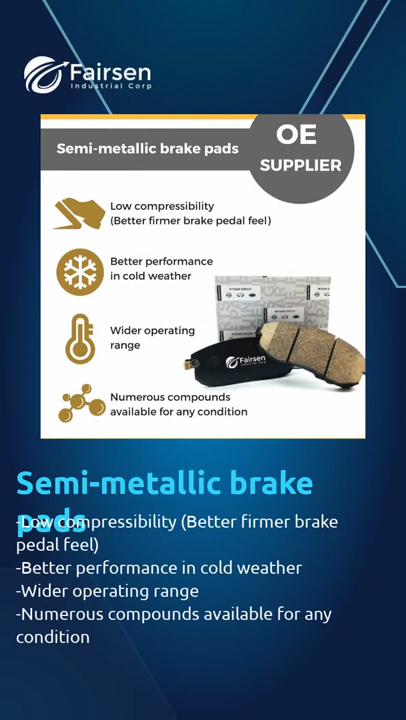 Fairsen
Industrial Corp
OE
SUPPLIER
Semi-metallic brake pads
Low compressibility
(Better firmer brake pedal feel)
Better performance
in cold weather
Wider operating
range
Numerous compounds
available for any condition
Fairsen
Semi-metallic brake
pads
-Low compressibility (Better firmer brake
pedal feel)
-Better performance in cold weather
-Wider operating range
-Numerous compounds available for any
condition